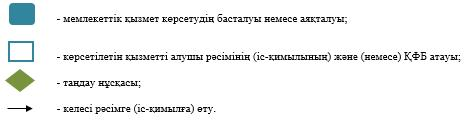 - мемлекеттік қызмет көрсетудің басталуы немесе аяқталуы;
- көрсетілетін қызметті алушы рәсімінің (іс-қимылының) және (немесе) ҚФБ атауы;
- таңдау нұсқасы;
- келесі рәсімге (іс-қимылға) өту.